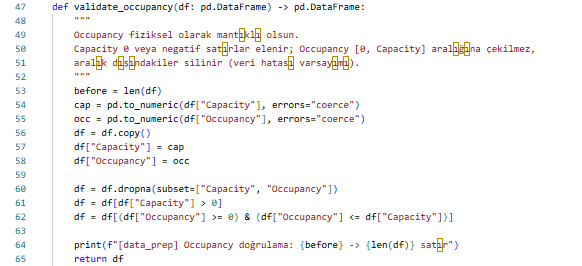 47 def validate_occupancy(df: pd.DataFrame) -> pd.DataFrame:
48 """
49 Occupancy fiziksel olarak mantıklı olsun.
50 Capacity 0 veya negatif satırlar elenir; Occupancy [0, Capacity] aralığına çekilmez,
51 aralık dışındakiler silinir (veri hatası varsayımı).
52 """
53 before = len(df)
54 cap = pd.to_numeric(df["Capacity"], errors="coerce")
55 occ = pd.to_numeric(df["Occupancy"], errors="coerce")
56 df = df.copy()
57 df["Capacity"] = cap
58 df["Occupancy"] = occ
59
60 df = df.dropna(subset=["Capacity", "Occupancy"])
61 df = df[df["Capacity"] > 0]
62 df = df[(df["Occupancy"] >= 0) & (df["Occupancy"] <= df["Capacity"])]
63
64 print(f"[data_prep] Occupancy doğrulama: {before} -> {len(df)} satır")
65 return df